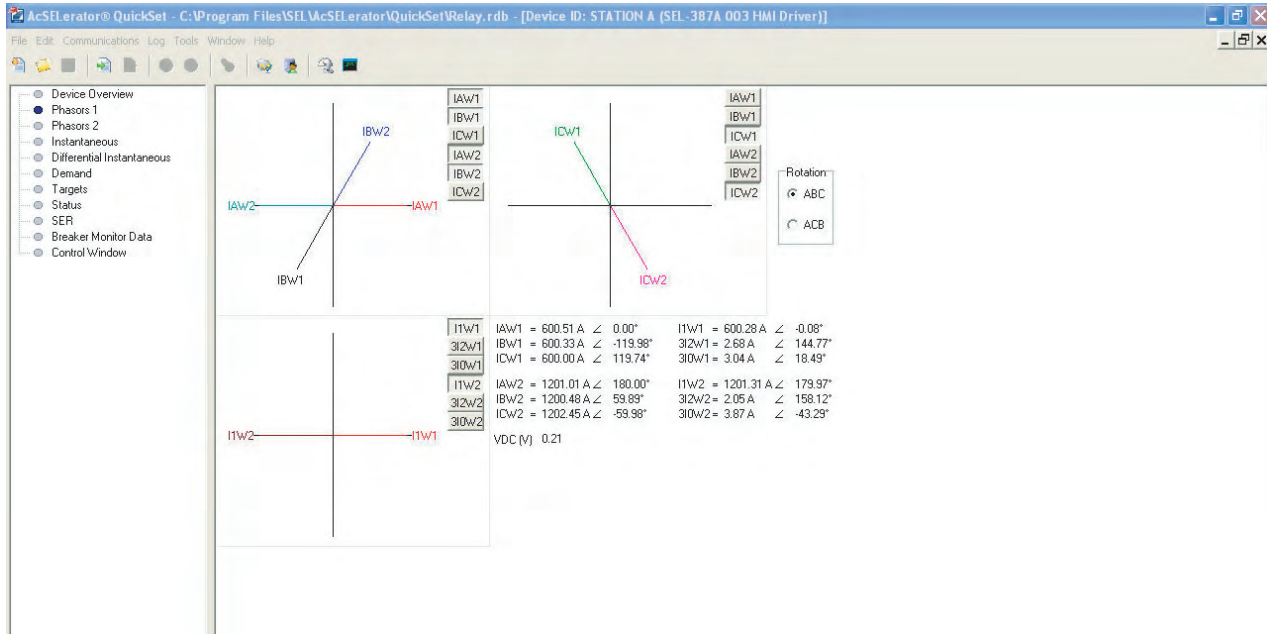 AcSELerator® QuickSet - C:\Program Files\SEL\AcSELerator\QuickSet\Relay.rdb - [Device ID: STATION A (SEL-387A 003 HMI Driver)]
File Edit Communications Log Tools Window Help
Device Overview
Phasors 1
Phasors 2
Instantaneous
Differential Instantaneous
Demand
Targets
Status
SER
Breaker Monitor Data
Control Window
IBW2
IAW2
IAW1
IBW1
IAW1
IBW1
ICW1
IAW2
IBW2
ICW2
ICW1
ICW2
IAW1
IBW1
ICW1
IAW2
IBW2
ICW2
Rotation
ABC
ACB
I1W2
I1W1
I1W1
3I2W1
3I0W1
I1W2
3I2W2
3I0W2
IAW1 = 600.51 A ∠ 0.00° I1W1 = 600.28 A ∠ -0.08°
IBW1 = 600.33 A ∠ -119.98° 3I2W1 = 2.68 A ∠ 144.77°
ICW1 = 600.00 A ∠ 119.74° 3I0W1 = 3.04 A ∠ 18.49°
IAW2 = 1201.01 A ∠ 180.00° I1W2 = 1201.31 A ∠ 179.97°
IBW2 = 1200.48 A ∠ 59.89° 3I2W2 = 2.05 A ∠ 158.12°
ICW2 = 1202.45 A ∠ -59.98° 3I0W2 = 3.87 A ∠ -43.29°
VDC (V) 0.21